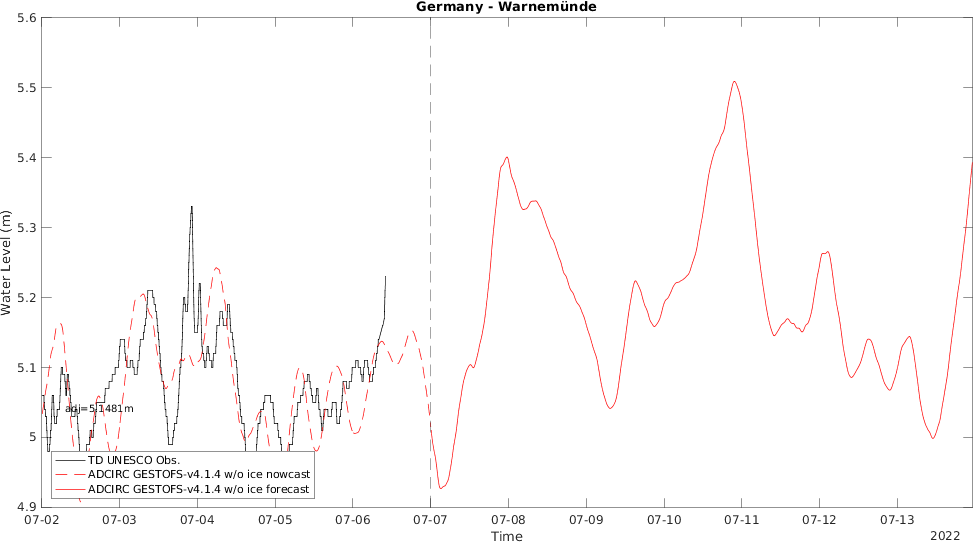 Germany - Warnemünde
5.6
5.5
5.4
5.3
5.2
5.1
5
4.9
Water Level (m)
adj=5.1481m
TD UNESCO Obs.
ADCIRC GESTOFS-v4.1.4 w/o ice nowcast
ADCIRC GESTOFS-v4.1.4 w/o ice forecast
07-02 07-03 07-04 07-05 07-06 07-07 07-08 07-09 07-10 07-11 07-12 07-13
Time
2022